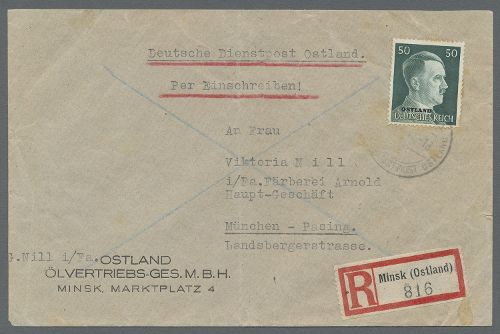 Deutsche Dienstpost Ostland.
Per Einschreiben!
50 50
OSTLAND
DEUTSCHES REICH
An Frau
Viktoria N i l l
i/Fa.Färberei Arnold
Haupt-Geschäft
München - Pasing.
Landsbergerstrasse.
G.Nill i/Fa. OSTLAND
ÖLVERTRIEBS-GES. M. B. H.
MINSK, MARKTPLATZ 4
R Minsk (Ostland)
816